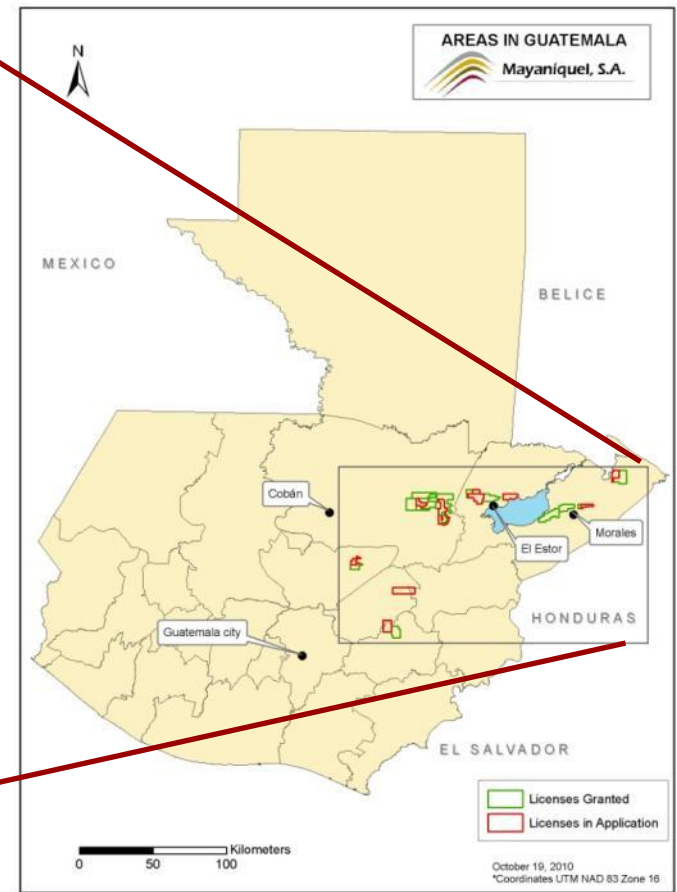 AREAS IN GUATEMALA
Mayaníquel, S.A.
N
MEXICO
BELICE
Cobán
Morales
El Estor
HONDURAS
Guatemala city
EL SALVADOR
Licenses Granted
Licenses in Application
Kilometers
0 50 100
October 19, 2010
*Coordinates UTM NAD 83 Zone 16